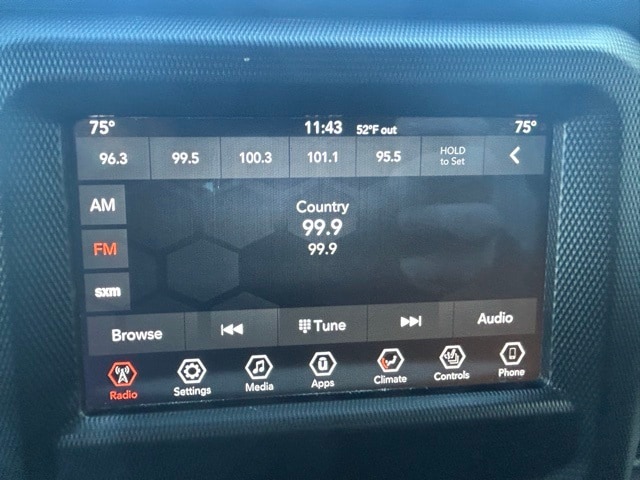 75° 11:43 52°F out 75°
96.3 99.5 100.3 101.1 95.5 HOLD to Set
AM
FM
sxm
Country
99.9
99.9
Browse Tune Audio
Radio Settings Media Apps Climate Controls Phone